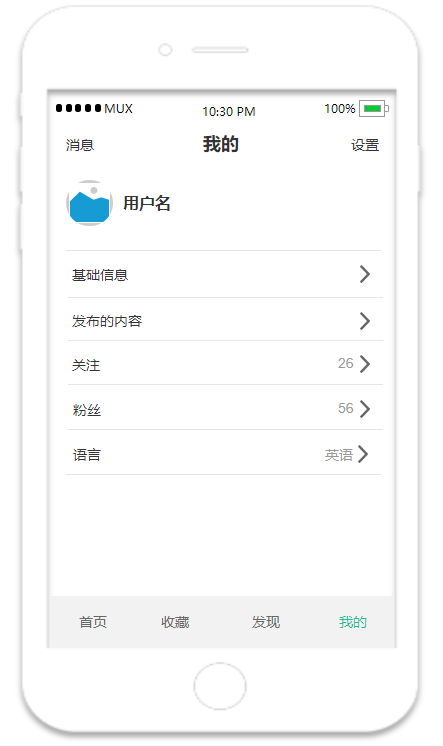 MUX 10:30 PM 100%
消息 我的 设置
用户名
基础信息
发布的内容
关注 26
粉丝 56
语言 英语
首页 收藏 发现 我的